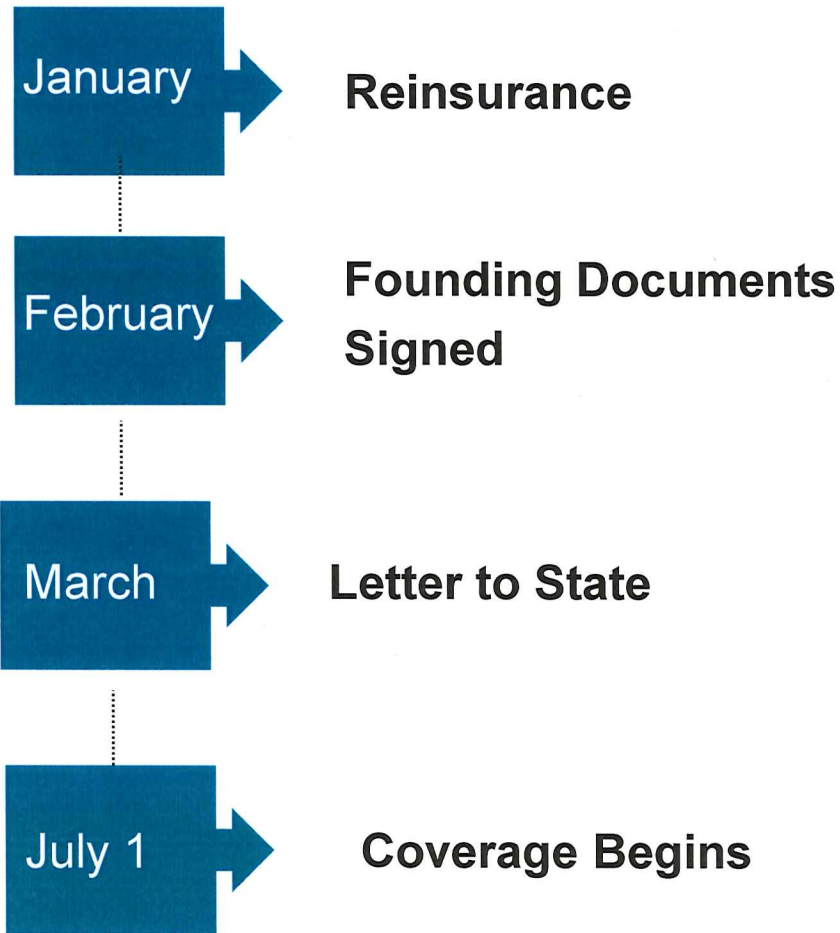 January
Reinsurance
February
Founding Documents
Signed
March
Letter to State
July 1
Coverage Begins